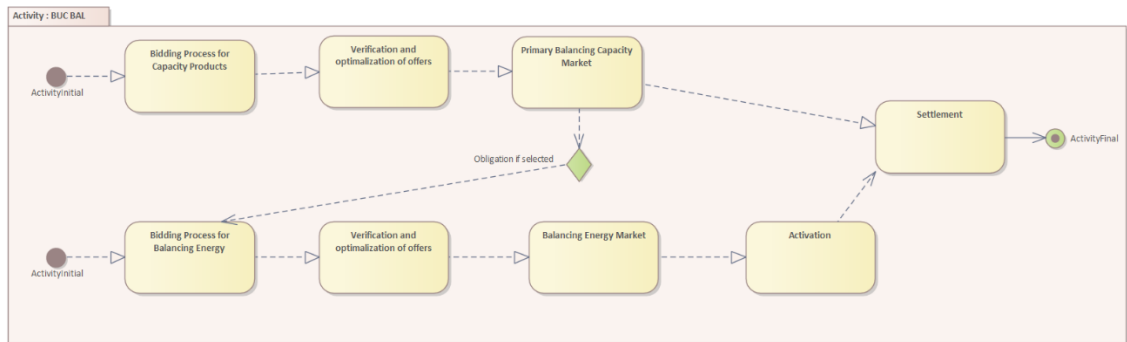 Activity : BUC BAL
Bidding Process for
Capacity Products
Verification and
optimalization of offers
Primary Balancing Capacity
Market
ActivityInitial
Settlement
ActivityFinal
Obligation if selected
Bidding Process for
Balancing Energy
Verification and
optimalization of offers
Balancing Energy Market
Activation
ActivityInitial